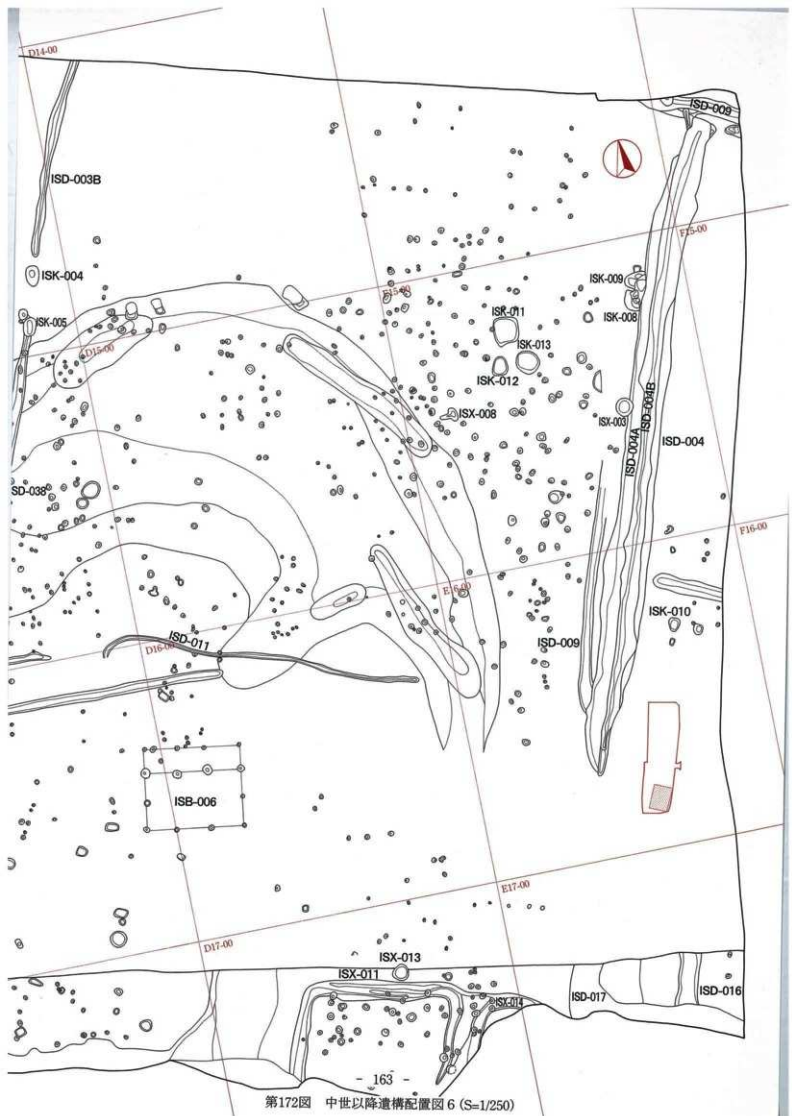 D14-00
ISD-009
ISD-003B
F15-00
ISK-004
ISK-009
E15-00
ISK-008
ISK-005
ISK-011
D15-00
ISK-013
ISK-012
ISX-008
ISX-003
ISD-004A
ISD-004B
ISD-004
SD-038
F16-00
E16-00
ISK-010
ISD-011
D16-00
ISD-009
ISB-006
E17-00
D17-00
ISX-013
ISX-011
ISX-014
ISD-017
ISD-016
- 163 -
第172図 中世以降遺構配置図 6 (S=1/250)